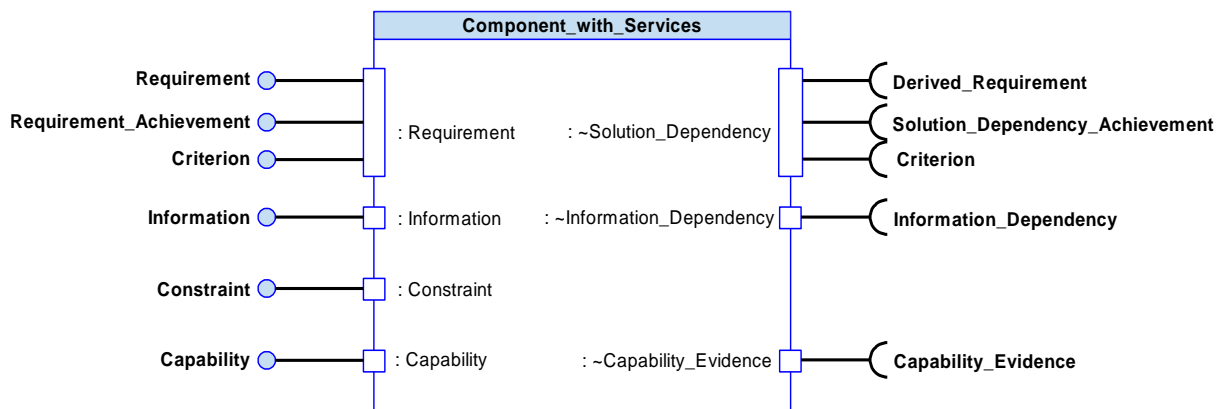 Component_with_Services
Requirement
Derived_Requirement
Requirement_Achievement
: Requirement
: ~Solution_Dependency
Solution_Dependency_Achievement
Criterion
Criterion
Information
: Information
: ~Information_Dependency
Information_Dependency
Constraint
: Constraint
Capability
: Capability
: ~Capability_Evidence
Capability_Evidence